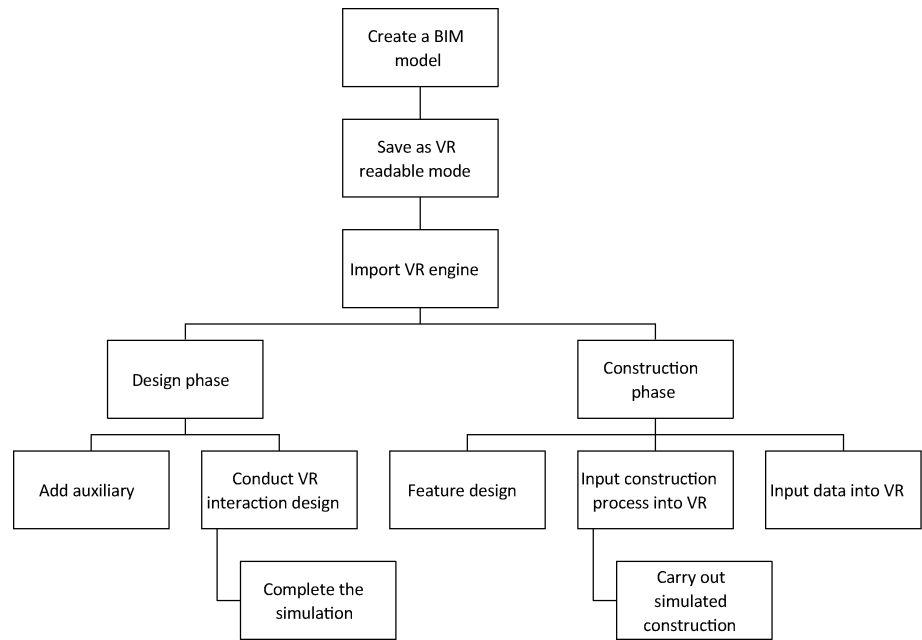 Create a BIM
model
Save as VR
readable mode
Import VR engine
Design phase
Construction
phase
Add auxiliary
Conduct VR
interaction design
Feature design
Input construction
process into VR
Input data into VR
Complete the
simulation
Carry out
simulated
construction